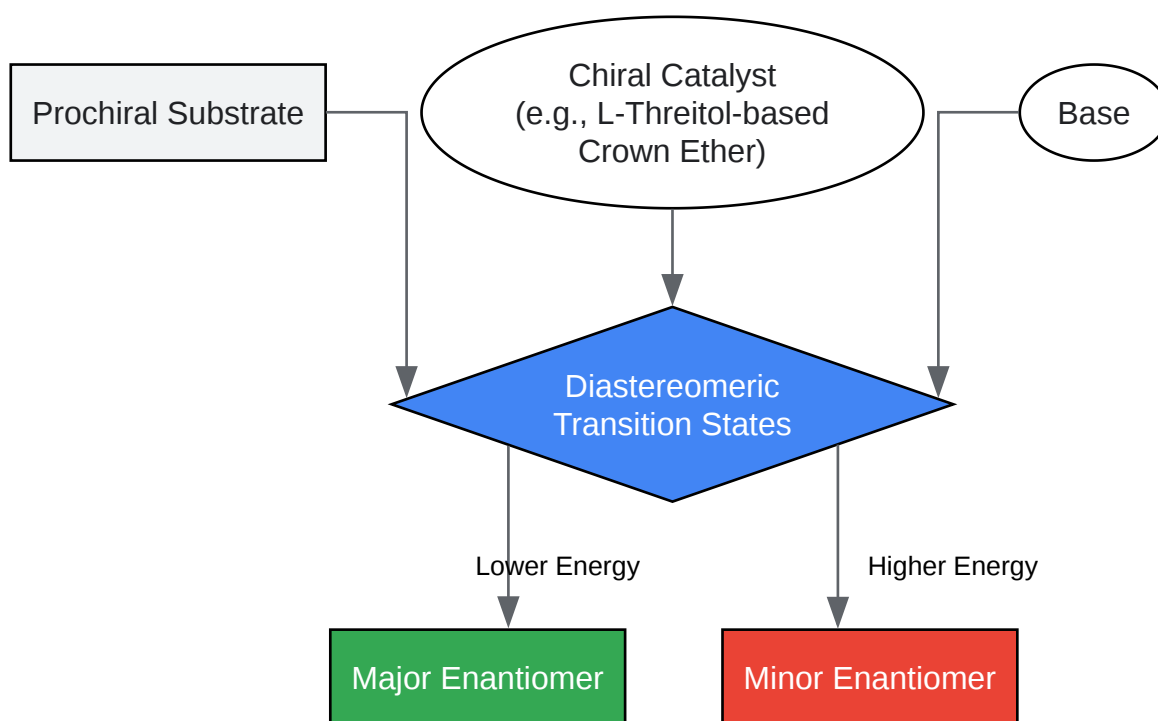 Prochiral Substrate
Chiral Catalyst
(e.g., L-Threitol-based
Crown Ether)
Base
Diastereomeric
Transition States
Lower Energy
Higher Energy
Major Enantiomer
Minor Enantiomer